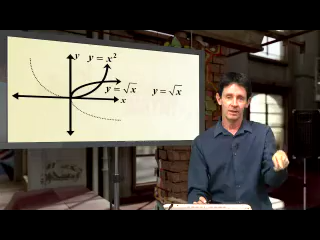 y y = x²
y = √x y = √x
x